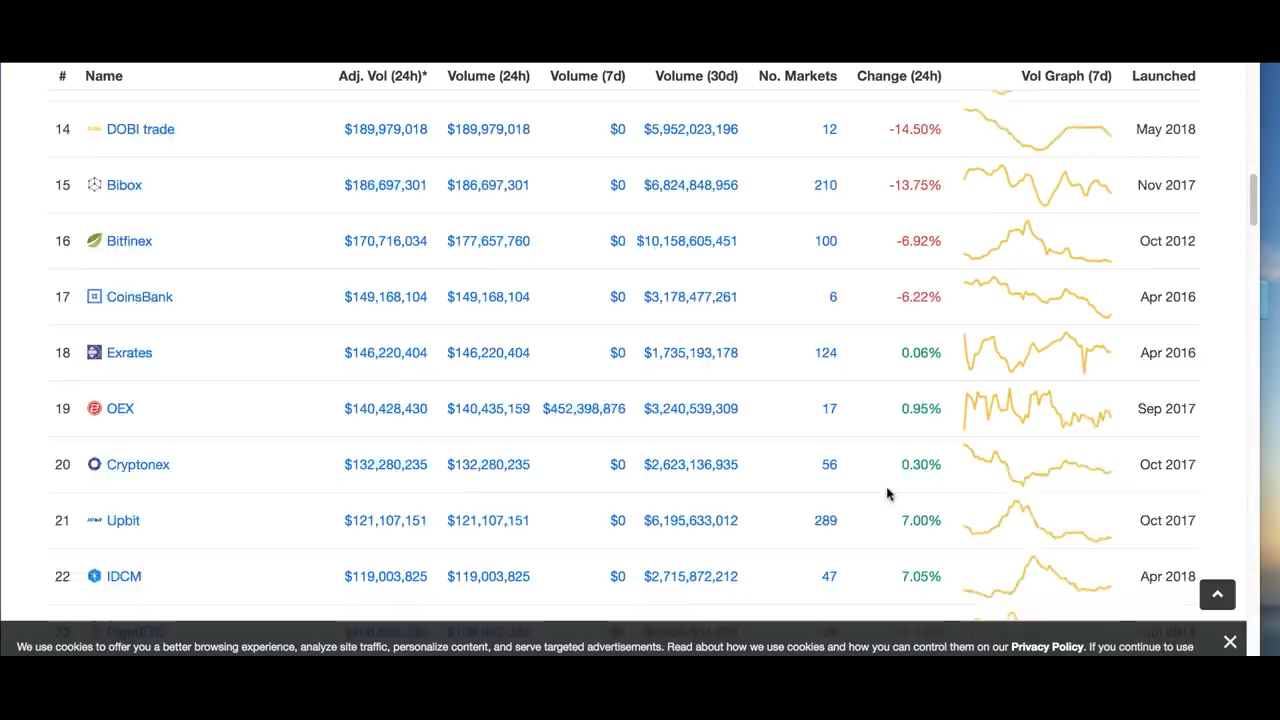 # Name Adj. Vol (24h)* Volume (24h) Volume (7d) Volume (30d) No. Markets Change (24h) Vol Graph (7d) Launched
14 DOBI trade $189,979,018 $189,979,018 $0 $5,952,023,196 12 -14.50% May 2018
15 Bibox $186,697,301 $186,697,301 $0 $6,824,848,956 210 -13.75% Nov 2017
16 Bitfinex $170,716,034 $177,657,760 $0 $10,158,605,451 100 -6.92% Oct 2012
17 CoinsBank $149,168,104 $149,168,104 $0 $3,178,477,261 6 -6.22% Apr 2016
18 Exrates $146,220,404 $146,220,404 $0 $1,735,193,178 124 0.06% Apr 2016
19 OEX $140,428,430 $140,435,159 $452,398,876 $3,240,539,309 17 0.95% Sep 2017
20 Cryptonex $132,280,235 $132,280,235 $0 $2,623,136,935 56 0.30% Oct 2017
21 Upbit $121,107,151 $121,107,151 $0 $6,195,633,012 289 7.00% Oct 2017
22 IDCM $119,003,825 $119,003,825 $0 $2,715,872,212 47 7.05% Apr 2018
We use cookies to offer you a better browsing experience, analyze site traffic, personalize content, and serve targeted advertisements. Read about how we use cookies and how you can control them on our Privacy Policy. If you continue to use